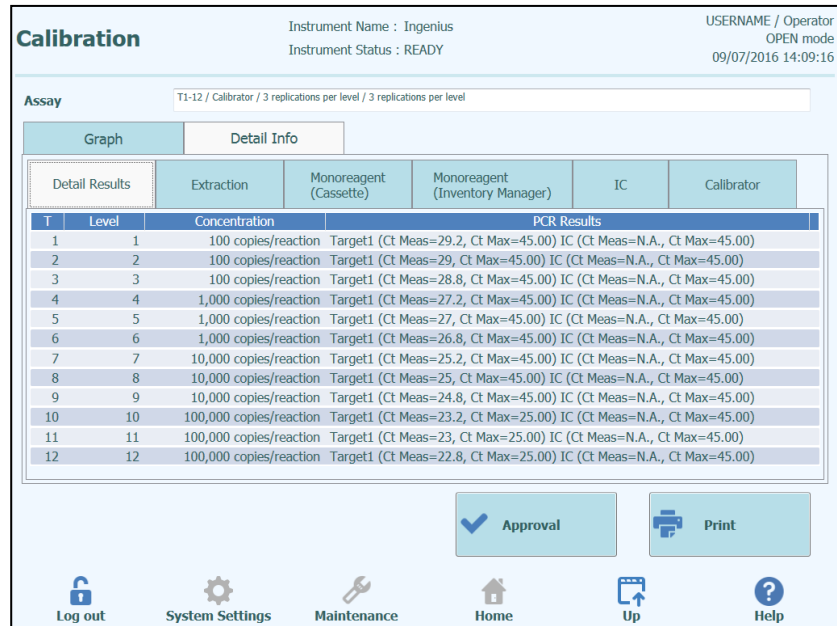 Calibration
Instrument Name : Ingenius
Instrument Status : READY
USERNAME / Operator
OPEN mode
09/07/2016 14:09:16
Assay
T1-12 / Calibrator / 3 replications per level / 3 replications per level
Graph
Detail Info
Detail Results
Extraction
Monoreagent
(Cassette)
Monoreagent
(Inventory Manager)
IC
Calibrator
T Level Concentration PCR Results
1 1 100 copies/reaction Target1 (Ct Meas=29.2, Ct Max=45.00) IC (Ct Meas=N.A., Ct Max=45.00)
2 2 100 copies/reaction Target1 (Ct Meas=29, Ct Max=45.00) IC (Ct Meas=N.A., Ct Max=45.00)
3 3 100 copies/reaction Target1 (Ct Meas=28.8, Ct Max=45.00) IC (Ct Meas=N.A., Ct Max=45.00)
4 4 1,000 copies/reaction Target1 (Ct Meas=27.2, Ct Max=45.00) IC (Ct Meas=N.A., Ct Max=45.00)
5 5 1,000 copies/reaction Target1 (Ct Meas=27, Ct Max=45.00) IC (Ct Meas=N.A., Ct Max=45.00)
6 6 1,000 copies/reaction Target1 (Ct Meas=26.8, Ct Max=45.00) IC (Ct Meas=N.A., Ct Max=45.00)
7 7 10,000 copies/reaction Target1 (Ct Meas=25.2, Ct Max=45.00) IC (Ct Meas=N.A., Ct Max=45.00)
8 8 10,000 copies/reaction Target1 (Ct Meas=25, Ct Max=45.00) IC (Ct Meas=N.A., Ct Max=45.00)
9 9 10,000 copies/reaction Target1 (Ct Meas=24.8, Ct Max=45.00) IC (Ct Meas=N.A., Ct Max=45.00)
10 10 100,000 copies/reaction Target1 (Ct Meas=23.2, Ct Max=25.00) IC (Ct Meas=N.A., Ct Max=45.00)
11 11 100,000 copies/reaction Target1 (Ct Meas=23, Ct Max=25.00) IC (Ct Meas=N.A., Ct Max=45.00)
12 12 100,000 copies/reaction Target1 (Ct Meas=22.8, Ct Max=25.00) IC (Ct Meas=N.A., Ct Max=45.00)
Approval
Print
Log out
System Settings
Maintenance
Home
Up
Help